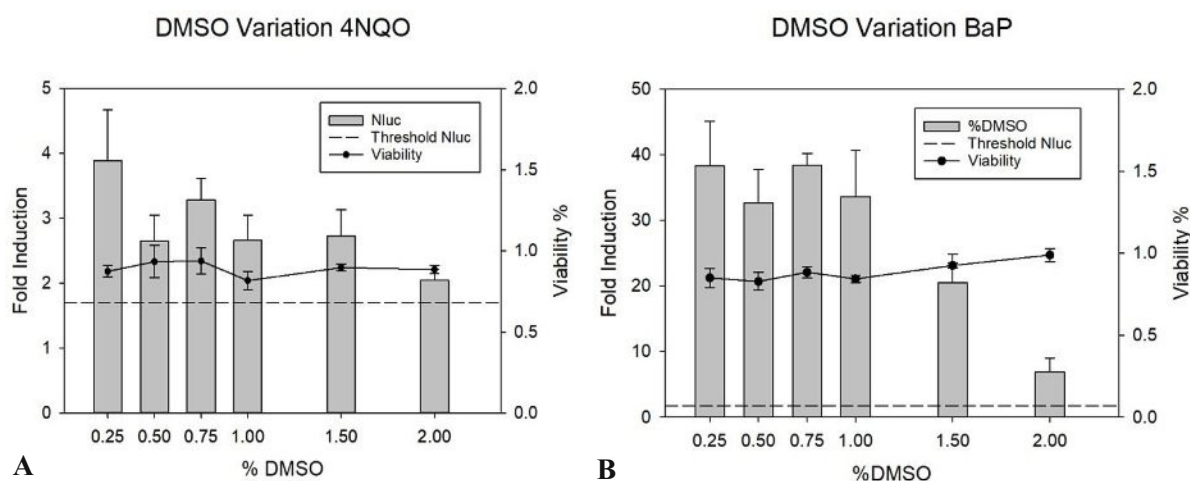 DMSO Variation 4NQO
5
4
3
2
1
0
Fold Induction
2.0
1.5
1.0
0.5
0.0
Viability %
Nluc
Threshold Nluc
Viability
0.25 0.50 0.75 1.00 1.50 2.00
% DMSO
A
DMSO Variation BaP
50
40
30
20
10
0
Fold Induction
2.0
1.5
1.0
0.5
0.0
Viability %
%DMSO
Threshold Nluc
Viability
0.25 0.50 0.75 1.00 1.50 2.00
%DMSO
B